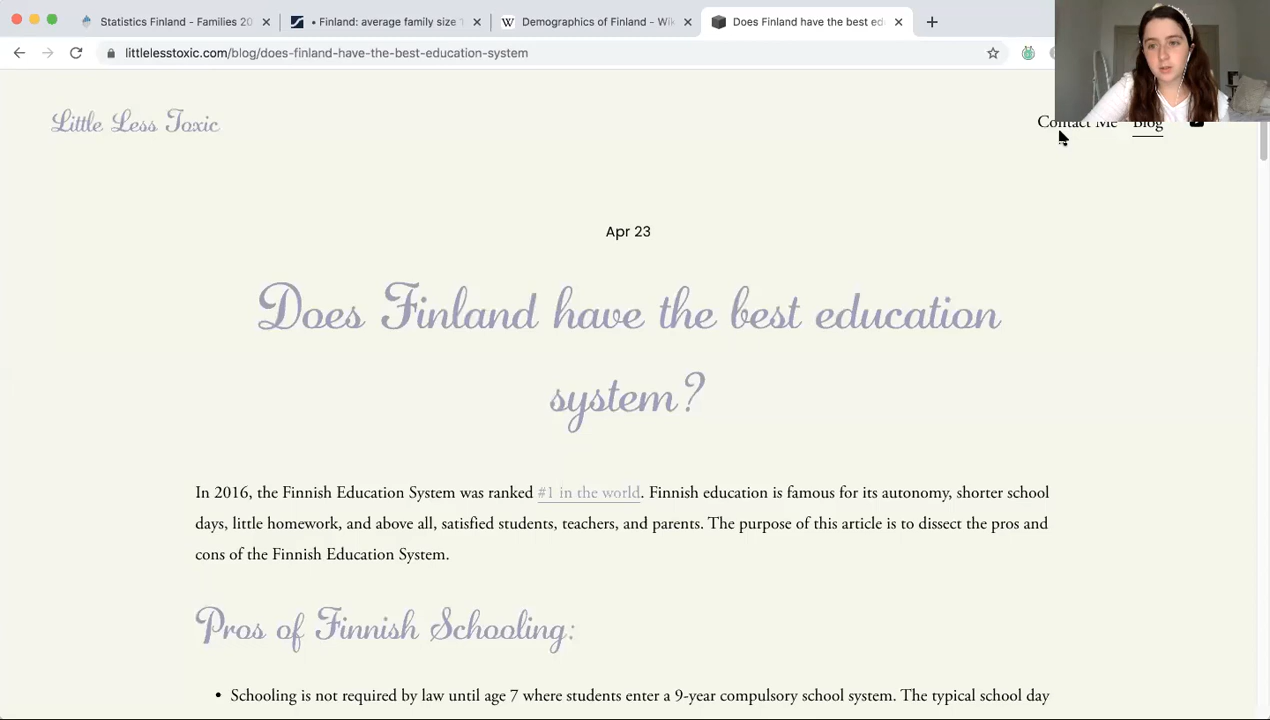 Statistics Finland - Families 20
• Finland: average family size
Demographics of Finland - Wik
Does Finland have the best ed
littlelesstoxic.com/blog/does-finland-have-the-best-education-system
Little Less Toxic
Contact Me
Blog
Apr 23
Does Finland have the best education
system?
In 2016, the Finnish Education System was ranked #1 in the world. Finnish education is famous for its autonomy, shorter school
days, little homework, and above all, satisfied students, teachers, and parents. The purpose of this article is to dissect the pros and
cons of the Finnish Education System.
Pros of Finnish Schooling:
• Schooling is not required by law until age 7 where students enter a 9-year compulsory school system. The typical school day